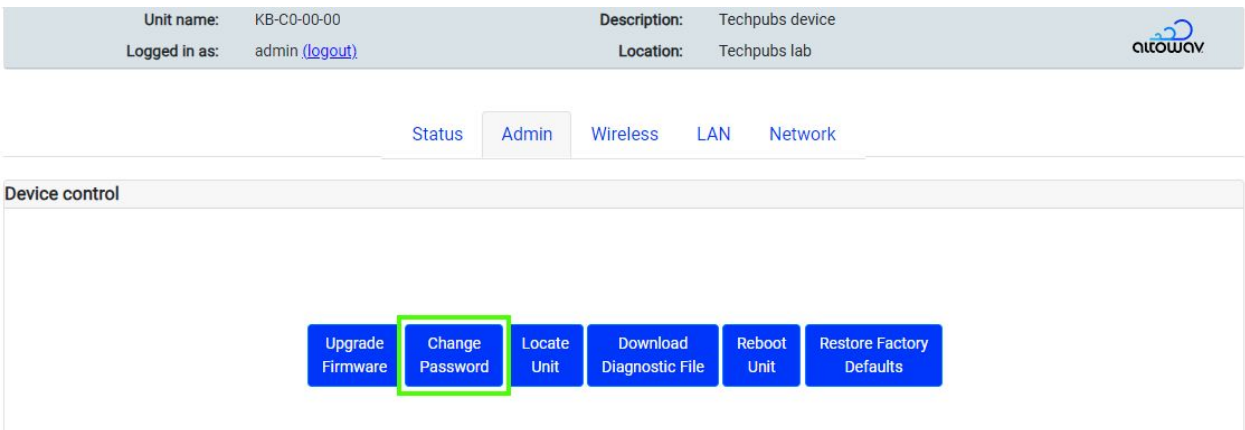 Unit name: KB-C0-00-00 Description: Techpubs device
Logged in as: admin (logout) Location: Techpubs lab
altowav
Status Admin Wireless LAN Network
Device control
Upgrade Firmware
Change Password
Locate Unit
Download Diagnostic File
Reboot Unit
Restore Factory Defaults